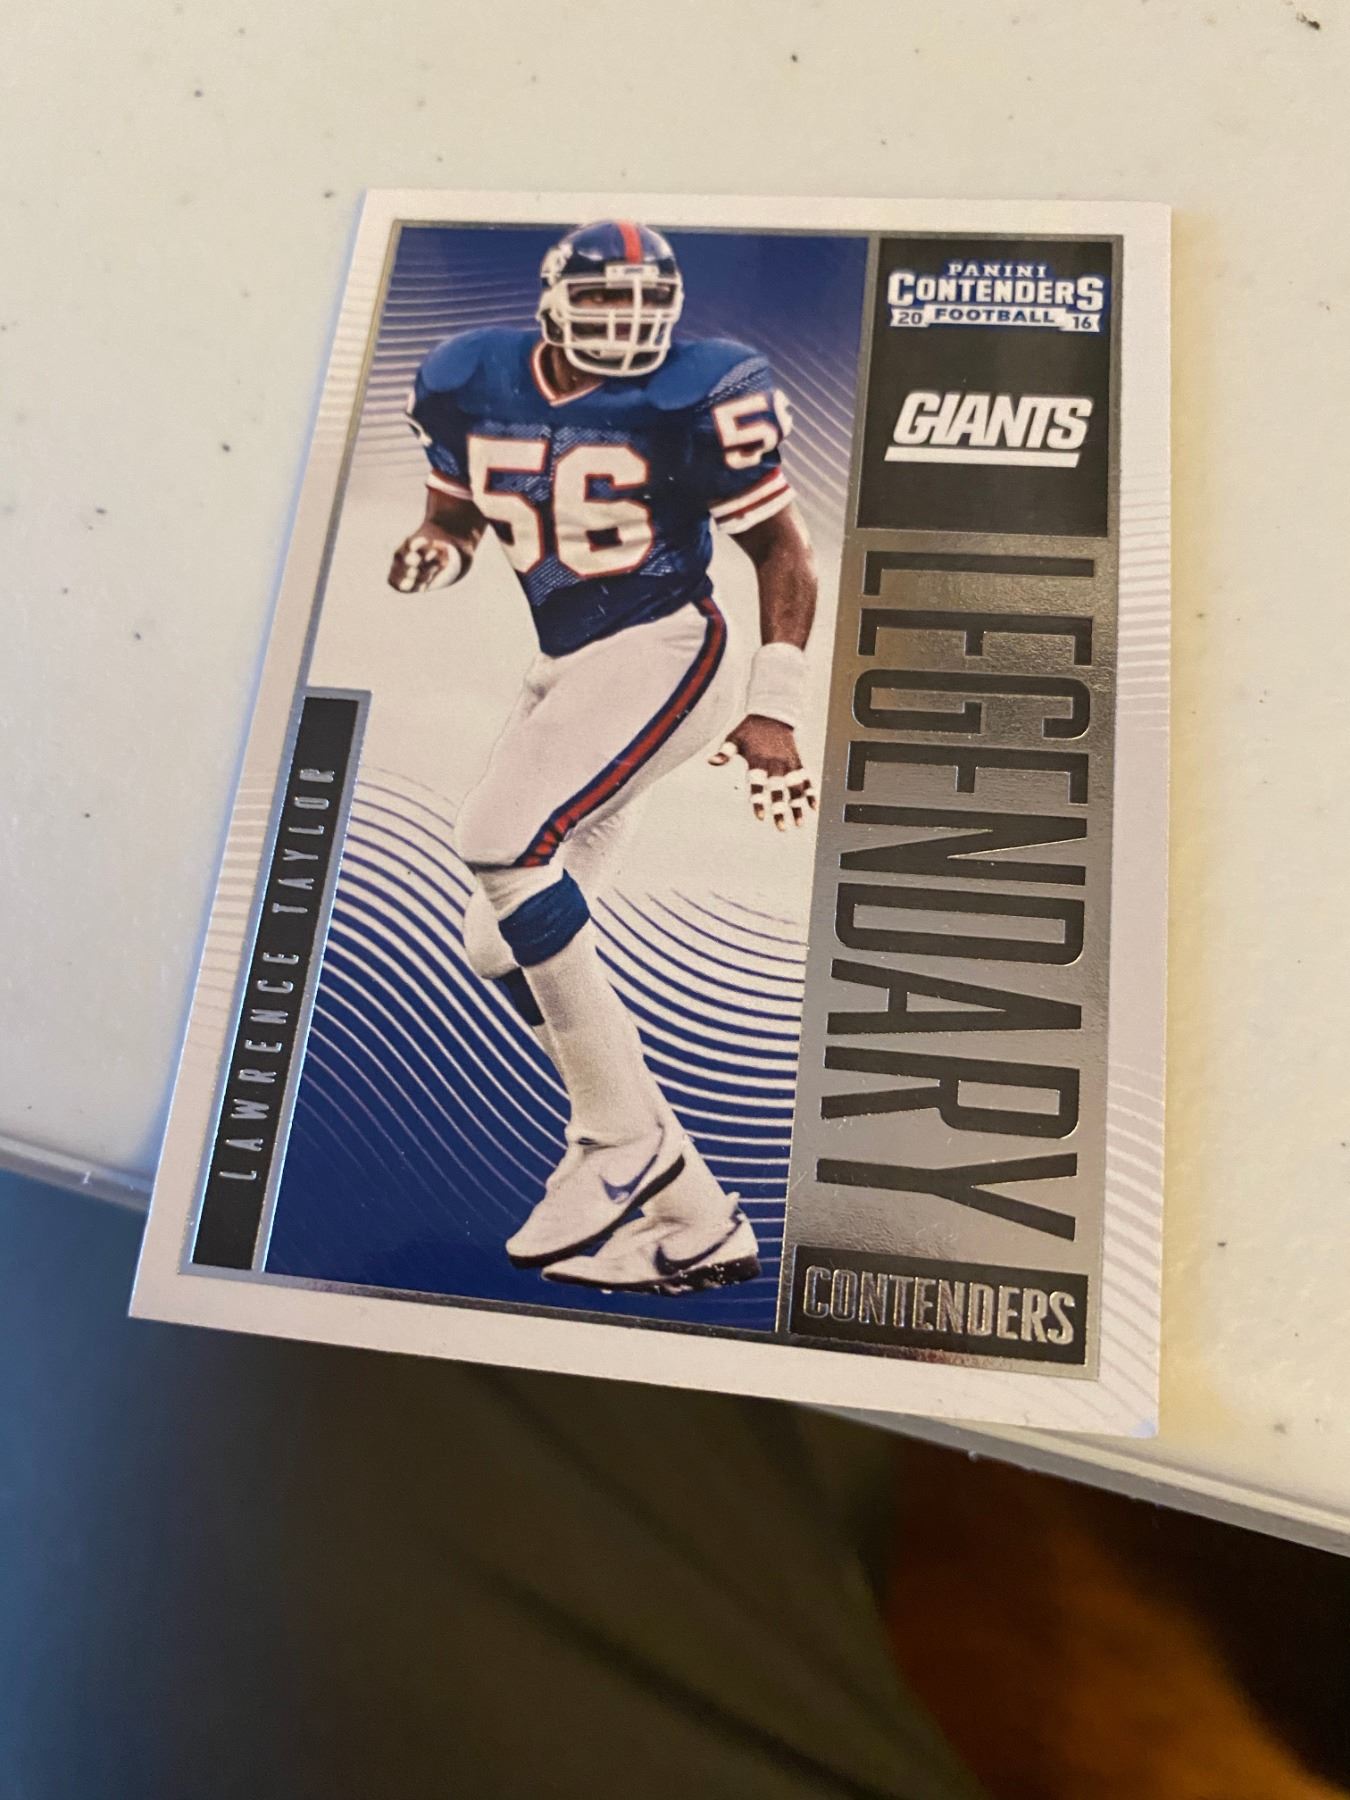 PANINI
CONTENDERS
20 FOOTBALL 16
GIANTS
LEGENDARY
CONTENDERS
LAWRENCE TAYLOR
56
56